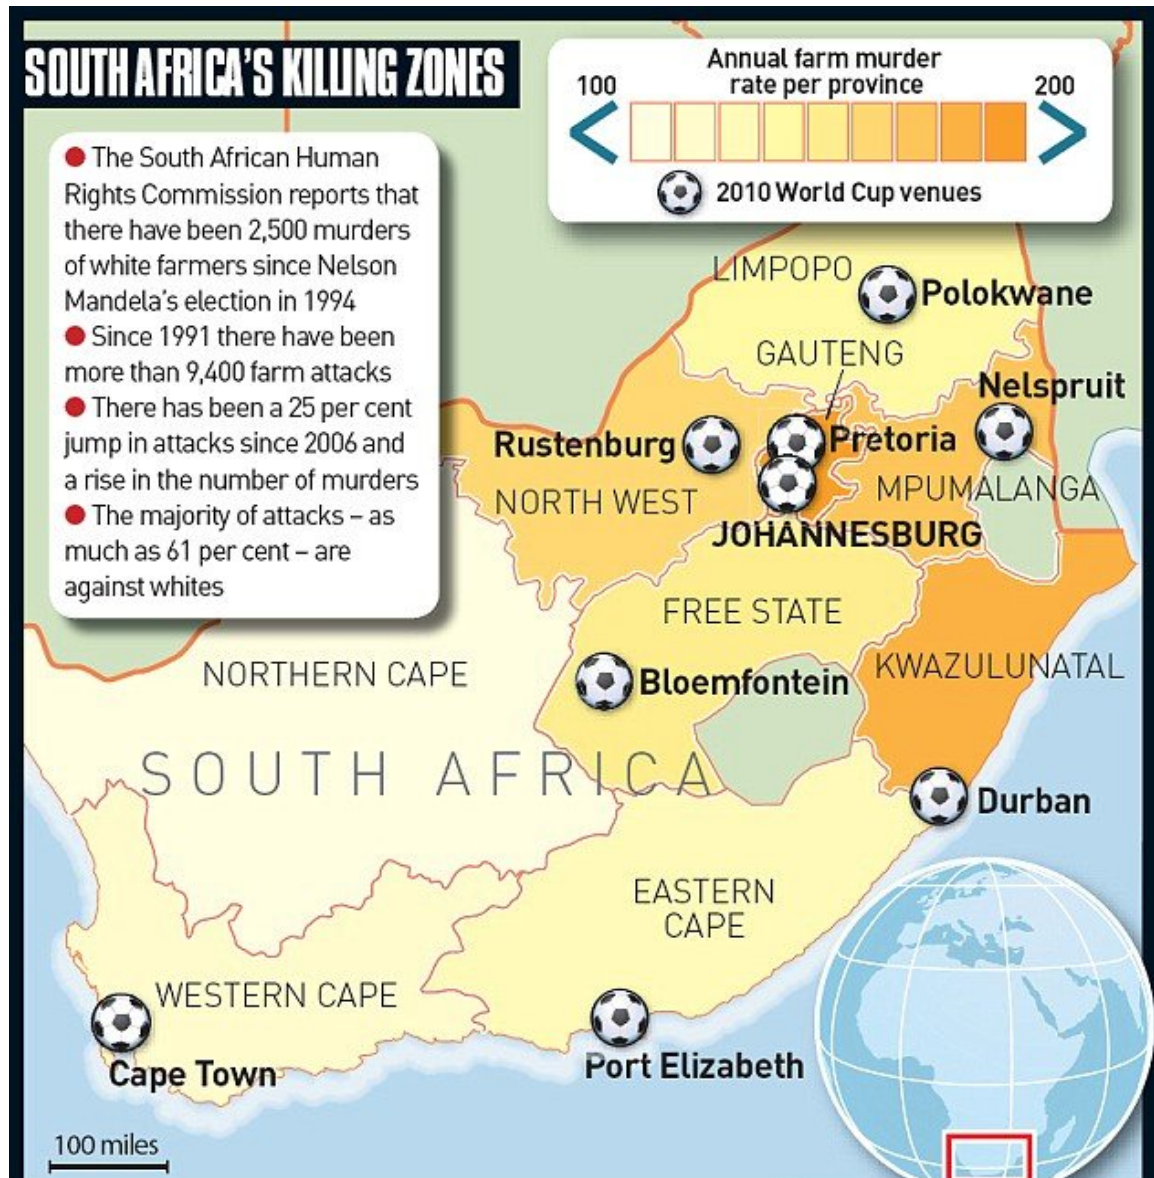 SOUTH AFRICA'S KILLING ZONES
Annual farm murder
rate per province
100
200
2010 World Cup venues
● The South African Human
Rights Commission reports that
there have been 2,500 murders
of white farmers since Nelson
Mandela's election in 1994
● Since 1991 there have been
more than 9,400 farm attacks
● There has been a 25 per cent
jump in attacks since 2006 and
a rise in the number of murders
● The majority of attacks – as
much as 61 per cent – are
against whites
LIMPOPO
Polokwane
GAUTENG
Nelspruit
Rustenburg
Pretoria
NORTH WEST
MPUMALANGA
JOHANNESBURG
FREE STATE
NORTHERN CAPE
Bloemfontein
KWAZULUNATAL
SOUTH AFRICA
Durban
EASTERN
CAPE
WESTERN CAPE
Cape Town
Port Elizabeth
100 miles